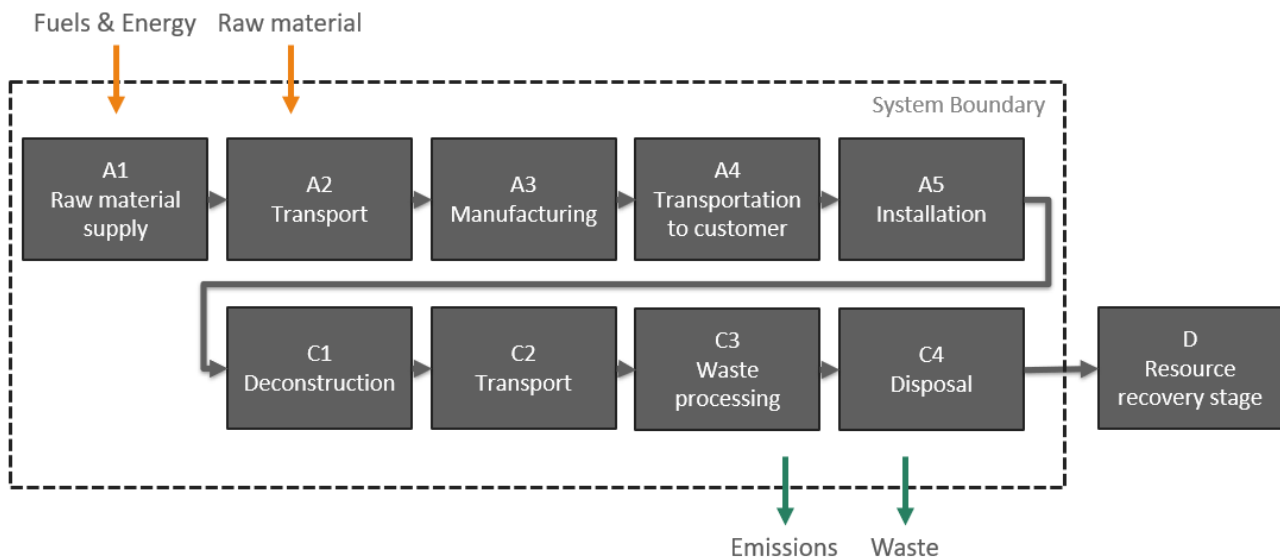 Fuels & Energy
Raw material
System Boundary
A1
Raw material
supply
A2
Transport
A3
Manufacturing
A4
Transportation
to customer
A5
Installation
C1
Deconstruction
C2
Transport
C3
Waste
processing
C4
Disposal
D
Resource
recovery stage
Emissions
Waste